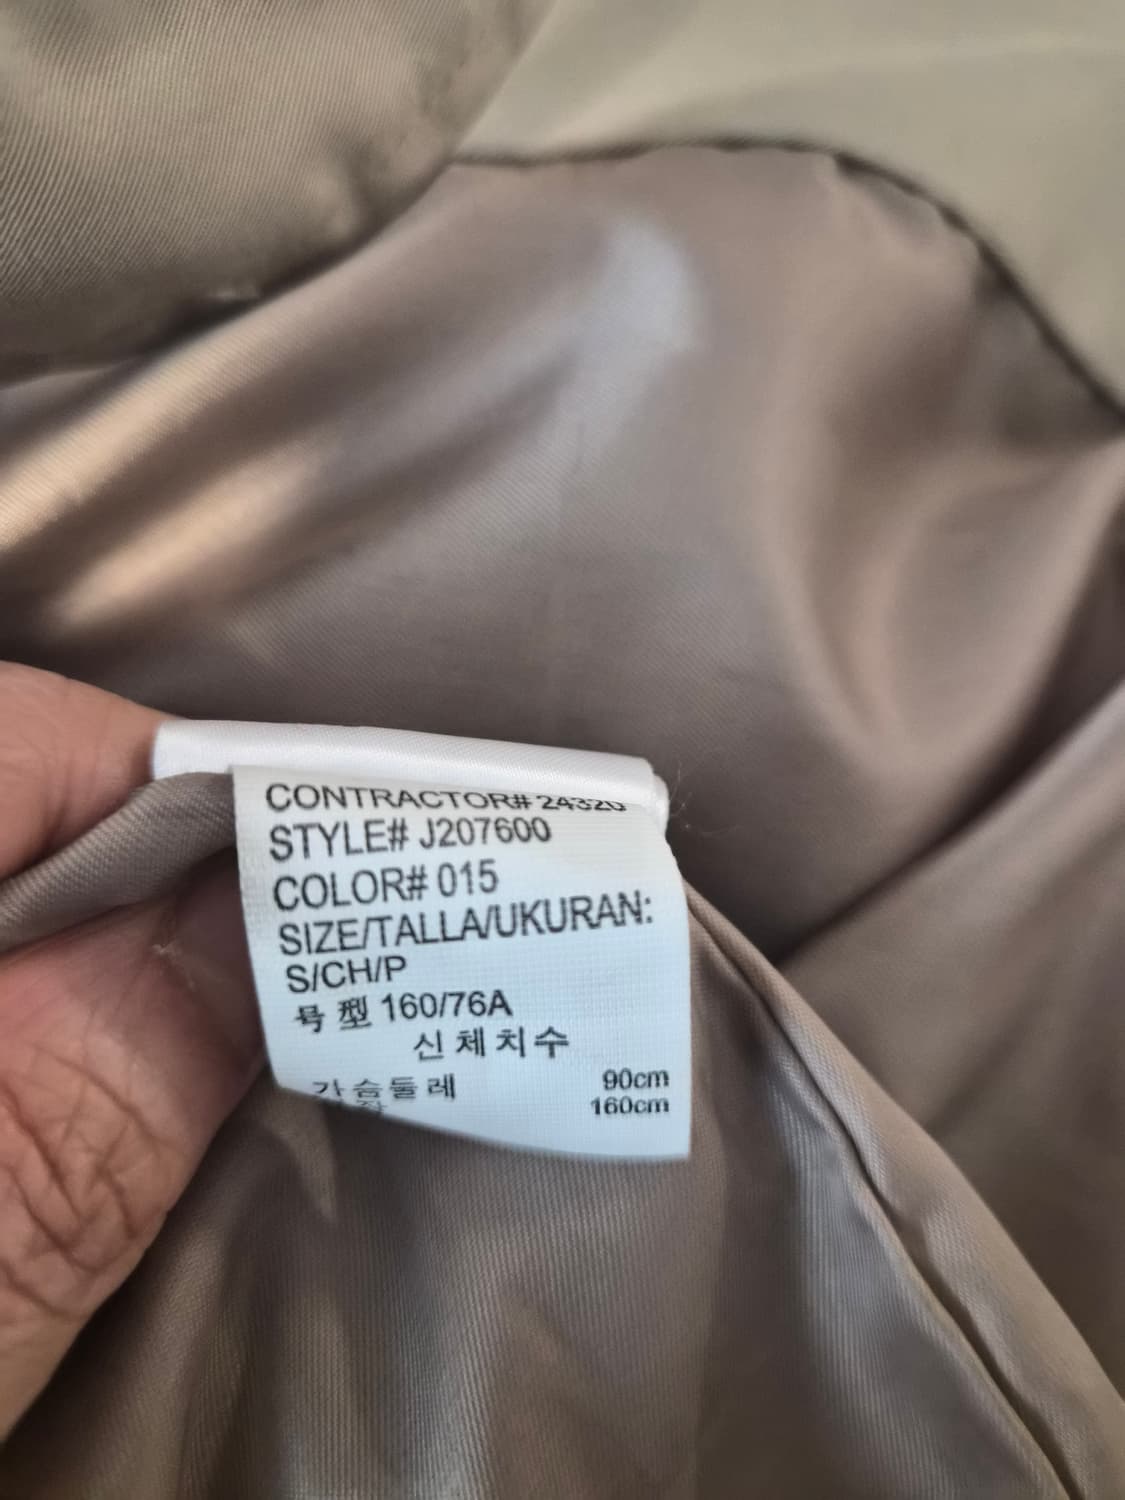 CONTRACTOR# 24320
STYLE# J207600
COLOR# 015
SIZE/TALLA/UKURAN:
S/CH/P
号型 160/76A
신체치수
가슴둘레 90cm
160cm